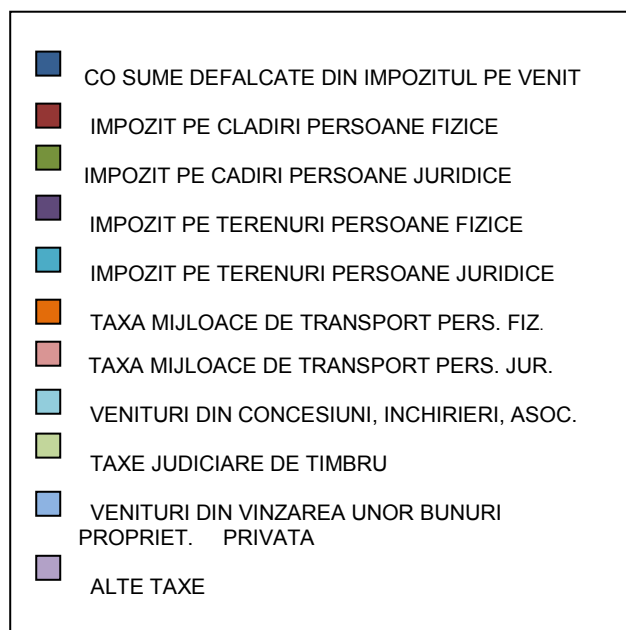 CO SUME DEFALCATE DIN IMPOZITUL PE VENIT
IMPOZIT PE CLADIRI PERSOANE FIZICE
IMPOZIT PE CADIRI PERSOANE JURIDICE
IMPOZIT PE TERENURI PERSOANE FIZICE
IMPOZIT PE TERENURI PERSOANE JURIDICE
TAXA MIJLOACE DE TRANSPORT PERS. FIZ.
TAXA MIJLOACE DE TRANSPORT PERS. JUR.
VENITURI DIN CONCESIUNI, INCHIRIERI, ASOC.
TAXE JUDICIARE DE TIMBRU
VENITURI DIN VINZAREA UNOR BUNURI
PROPRIET. PRIVATA
ALTE TAXE